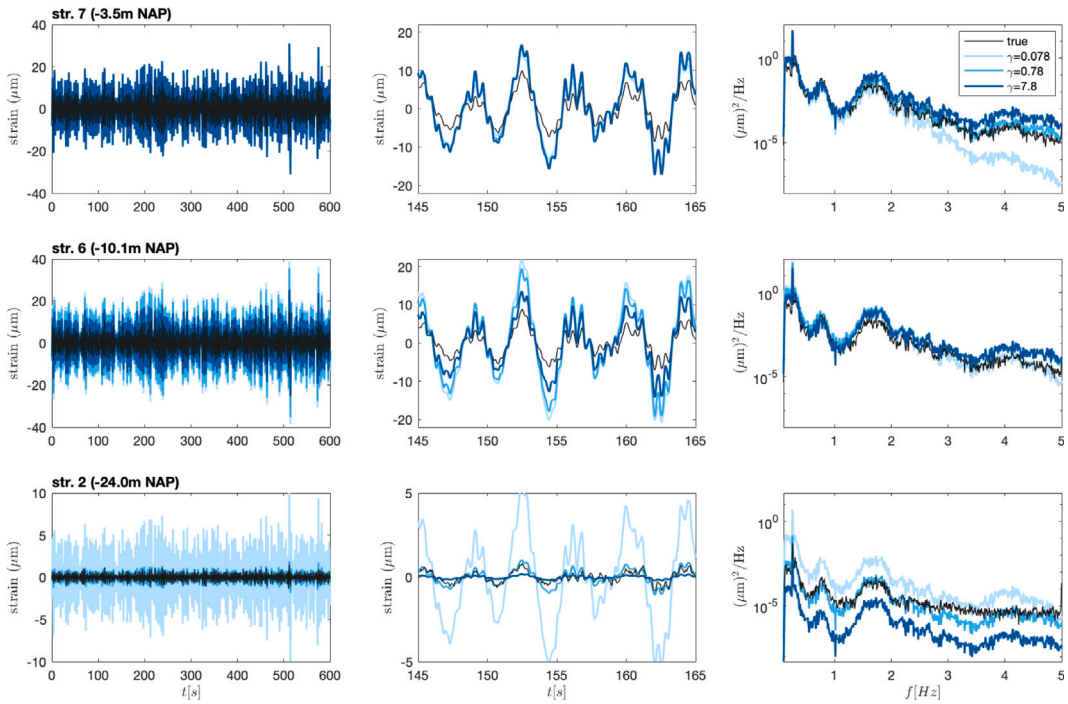 str. 7 (-3.5m NAP)
strain (μm)
40
20
0
-20
-40
0 100 200 300 400 500 600
strain (μm)
20
10
0
-10
-20
145 150 155 160 165
(μm)²/Hz
10⁰
10⁻⁵
1 2 3 4 5
true
γ=0.078
γ=0.78
γ=7.8
str. 6 (-10.1m NAP)
strain (μm)
40
20
0
-20
-40
0 100 200 300 400 500 600
strain (μm)
20
10
0
-10
-20
145 150 155 160 165
(μm)²/Hz
10⁰
10⁻⁵
1 2 3 4 5
str. 2 (-24.0m NAP)
strain (μm)
10
5
0
-5
-10
0 100 200 300 400 500 600
t[s]
strain (μm)
5
0
-5
145 150 155 160 165
t[s]
(μm)²/Hz
10⁰
10⁻⁵
1 2 3 4 5
f[Hz]